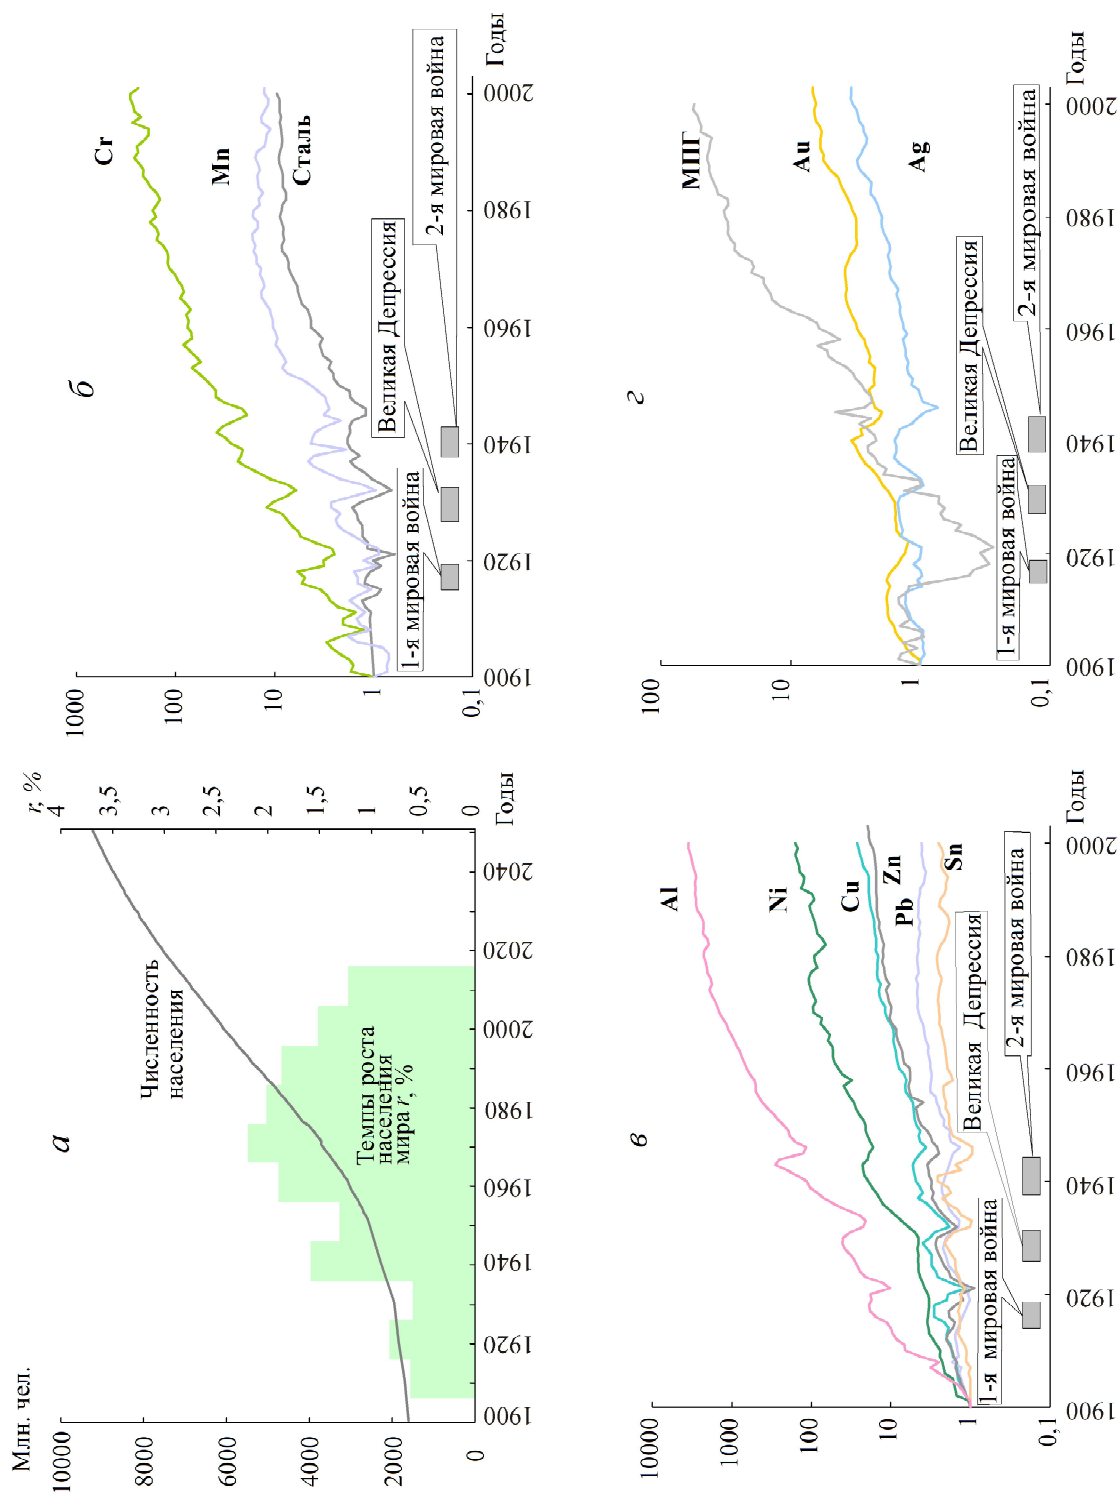 а
Млн. чел.
r, %
10000
8000
6000
4000
2000
0
4
3,5
3
2,5
2
1,5
1
0,5
0
Численность
населения
Темпы роста
населения
мира r, %
1900
1920
1940
1960
1980
2000
2020
2040
Годы
б
1000
100
10
1
0,1
Cr
Mn
Сталь
1-я мировая война
Великая Депрессия
2-я мировая война
1900
1920
1940
1960
1980
2000
Годы
в
10000
1000
100
10
1
0,1
Al
Ni
Cu
Zn
Pb
Sn
1-я мировая война
Великая Депрессия
2-я мировая война
1900
1920
1940
1960
1980
2000
Годы
г
100
10
1
0,1
МПГ
Au
Ag
1-я мировая война
Великая Депрессия
2-я мировая война
1900
1920
1940
1960
1980
2000
Годы